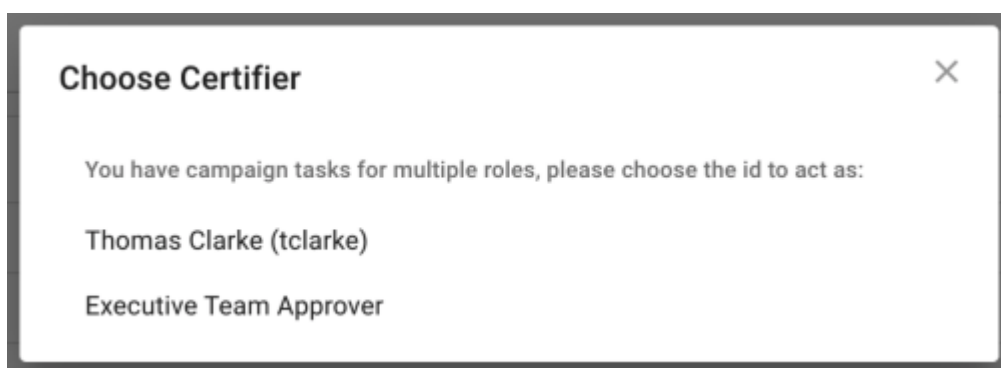 Choose Certifier
You have campaign tasks for multiple roles, please choose the id to act as:
Thomas Clarke (tclarke)
Executive Team Approver